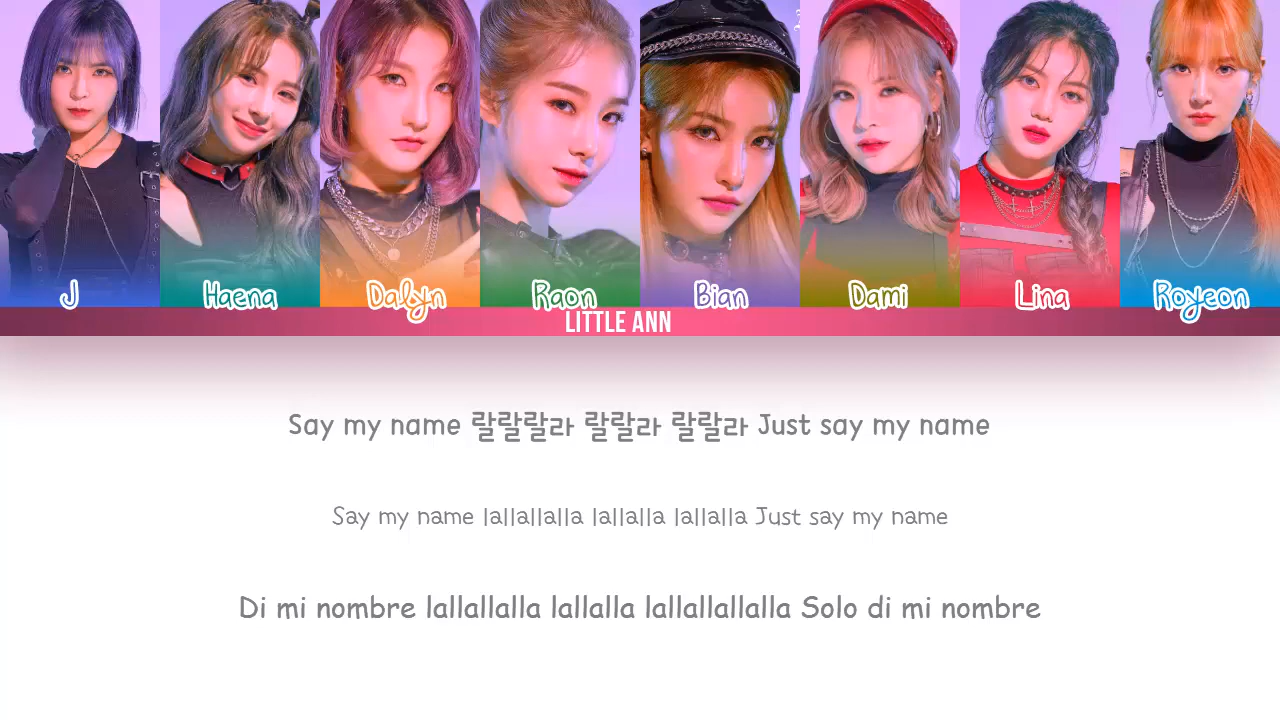 J Haena Dalyn Raon Bian Dami Lina Royeon
LITTLE ANN
Say my name 랄랄랄라 랄랄라 랄랄라 Just say my name
Say my name lallallalla lallalla lallalla Just say my name
Di mi nombre lallallalla lallalla lallallallalla Solo di mi nombre